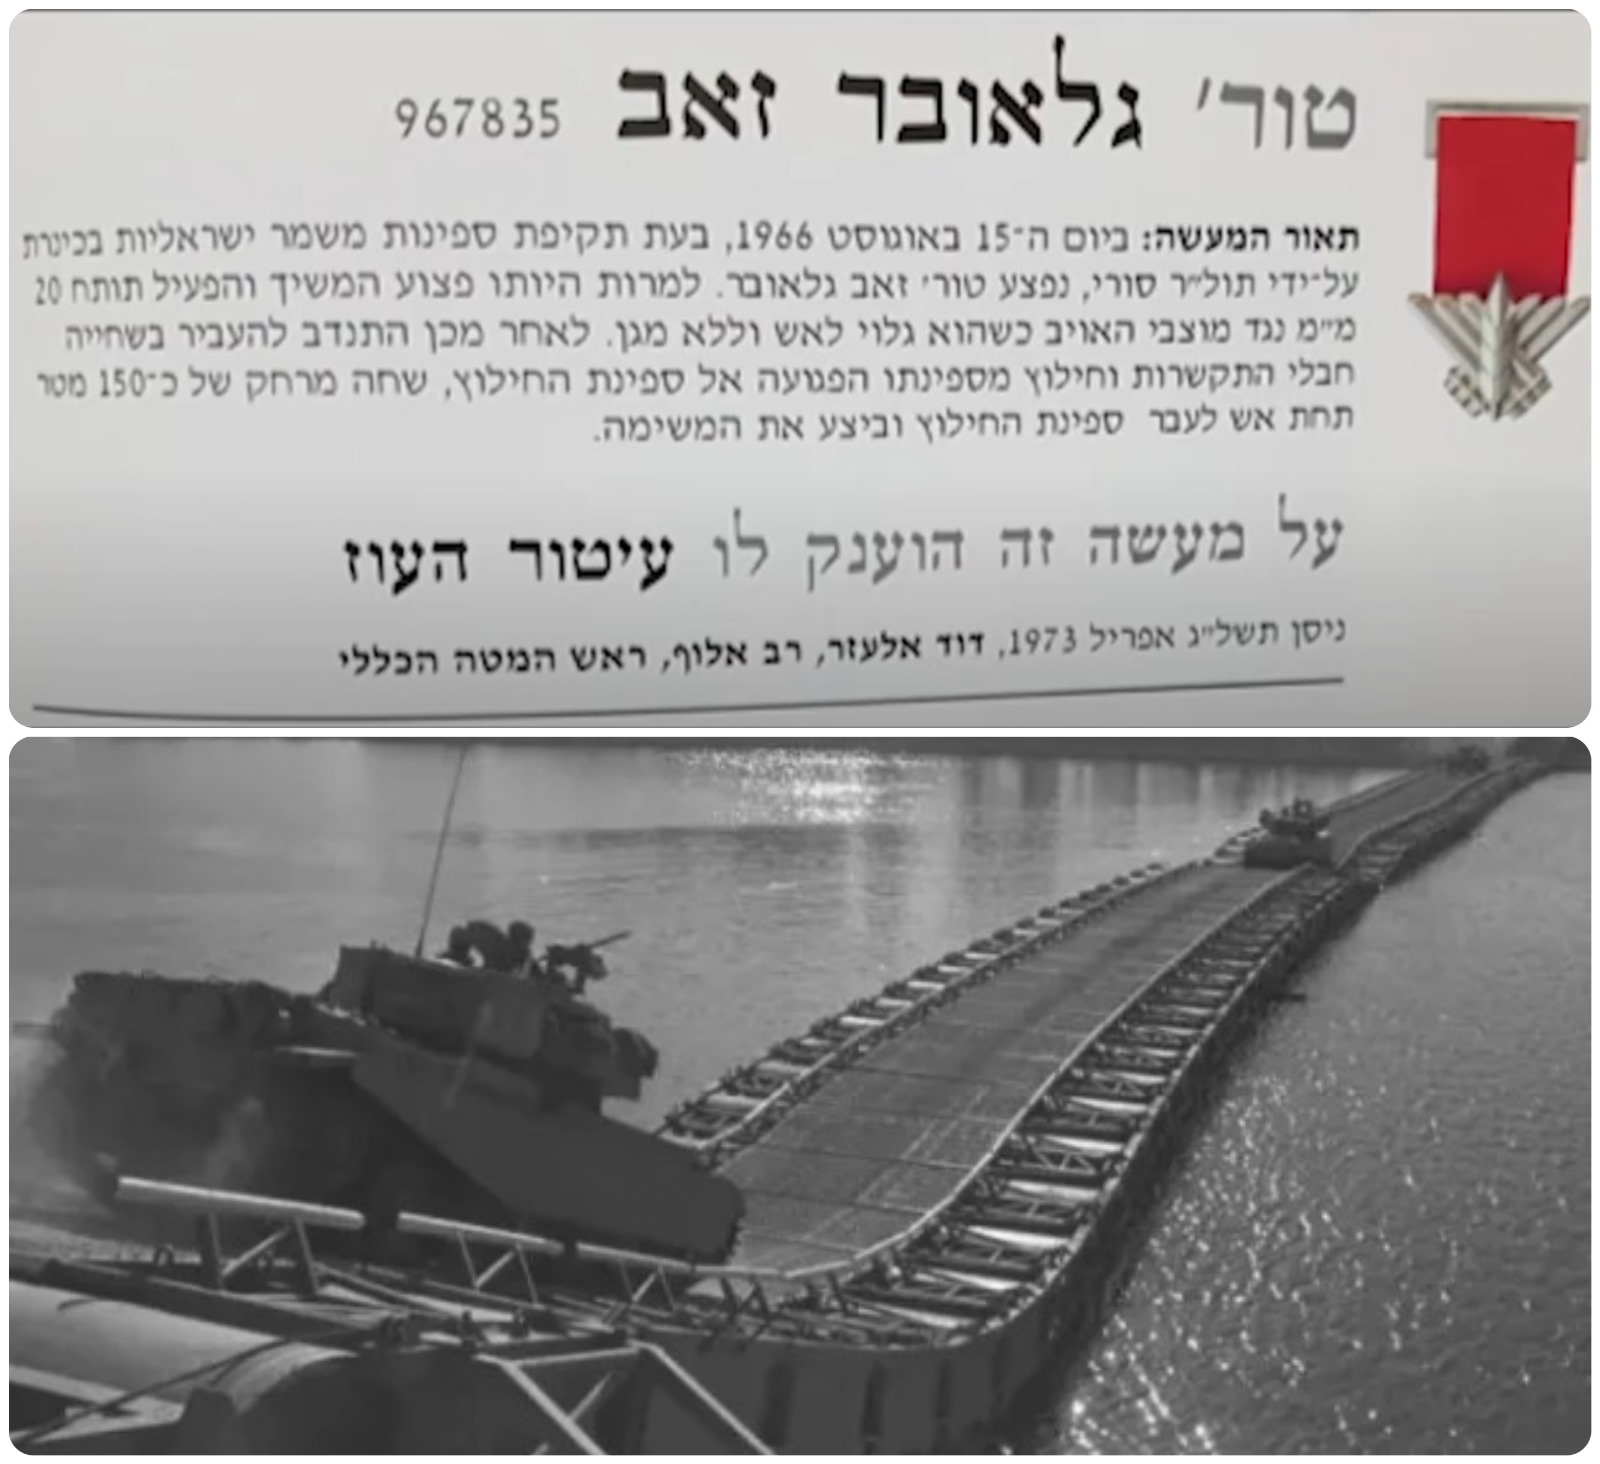 טור׳ גלאובר זאב 967835
תאור המעשה: ביום ה־15 באוגוסט 1966, בעת תקיפת ספינות משמר ישראליות בכינרת
על־ידי תול״ר סורי, נפצע טור׳ זאב גלאובר. למרות היותו פצוע המשיך והפעיל תותח 20
מ״מ נגד מוצבי האויב כשהוא גלוי לאש וללא מגן. לאחר מכן התנדב להעביר בשחייה
חבלי התקשרות וחילוץ מספינתו הפגועה אל ספינת החילוץ, שחה מרחק של כ־150 מטר
תחת אש לעבר ספינת החילוץ וביצע את המשימה.
על מעשה זה הוענק לו עיטור העוז
ניסן תשל״ג אפריל 1973, דוד אלעזר, רב אלוף, ראש המטה הכללי